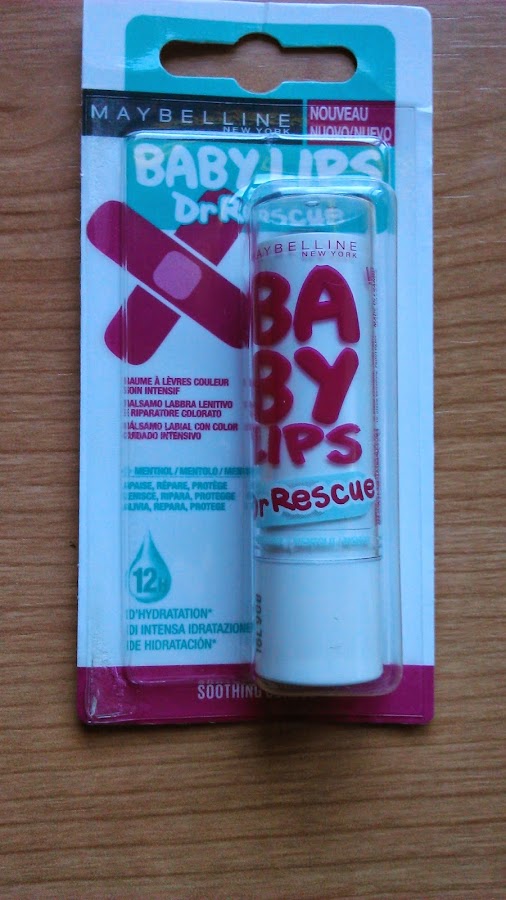 MAYBELLINE
NEW YORK
NOUVEAU
NUOVO/NUEVO
BABY LIPS
Dr Rescue
MAYBELLINE
NEW YORK
BA
BY
LIPS
Dr Rescue
BAUME À LÈVRES COULEUR
SOIN INTENSIF
BALSAMO LABBRA LENITIVO
E RIPARATORE COLORATO
BÁLSAMO LABIAL CON COLOR
CUIDADO INTENSIVO
+ MENTHOL / MENTOLO /
APAISE, RÉPARE, PROTÈGE
LENISCE, RIPARA, PROTEGGE
ALIVIA, REPARA, PROTEGE
12H
D'HYDRATATION*
DI INTENSA IDRATAZIONE
DE HIDRATACIÓN*
SOOTHING